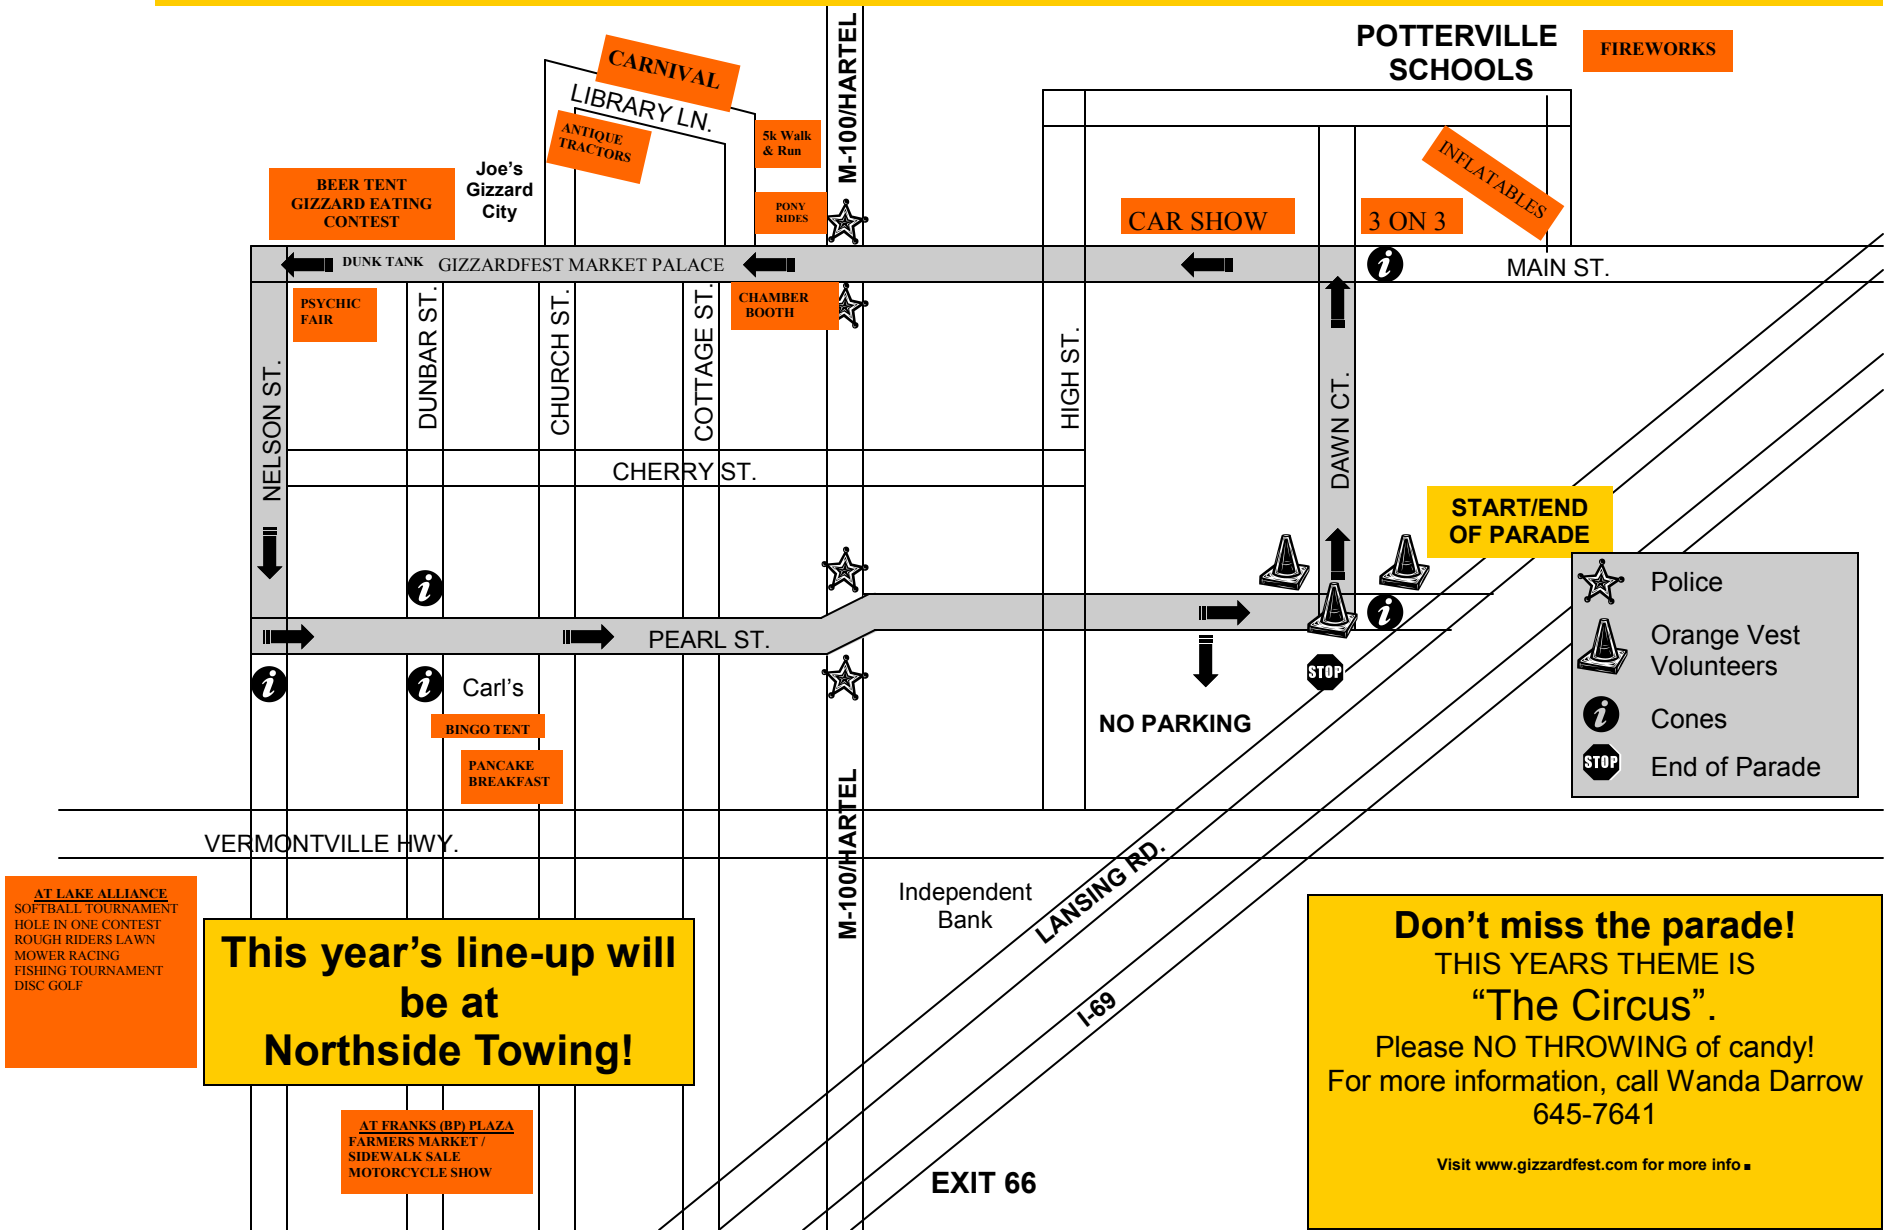 POTTERVILLE
SCHOOLS
FIREWORKS
CARNIVAL
LIBRARY LN.
ANTIQUE
TRACTORS
5k Walk
& Run
M-100/HARTEL
Joe's
Gizzard
City
BEER TENT
GIZZARD EATING
CONTEST
PONY
RIDES
CAR SHOW
3 ON 3
INFLATABLES
DUNK TANK
GIZZARDFEST MARKET PALACE
i
MAIN ST.
PSYCHIC
FAIR
CHAMBER
BOOTH
NELSON ST.
DUNBAR ST.
CHURCH ST.
COTTAGE ST.
HIGH ST.
DAWN CT.
CHERRY ST.
START/END
OF PARADE
i
i
PEARL ST.
i
i
Carl's
STOP
NO PARKING
Police
Orange Vest
Volunteers
i Cones
STOP End of Parade
BINGO TENT
PANCAKE
BREAKFAST
VERMONTVILLE HWY.
M-100/HARTEL
Independent
Bank
LANSING RD.
I-69
AT LAKE ALLIANCE
SOFTBALL TOURNAMENT
HOLE IN ONE CONTEST
ROUGH RIDERS LAWN
MOWER RACING
FISHING TOURNAMENT
DISC GOLF
This year's line-up will
be at
Northside Towing!
Don't miss the parade!
THIS YEARS THEME IS
“The Circus”.
Please NO THROWING of candy!
For more information, call Wanda Darrow
645-7641
Visit www.gizzardfest.com for more info.
AT FRANKS (BP) PLAZA
FARMERS MARKET /
SIDEWALK SALE
MOTORCYCLE SHOW
EXIT 66